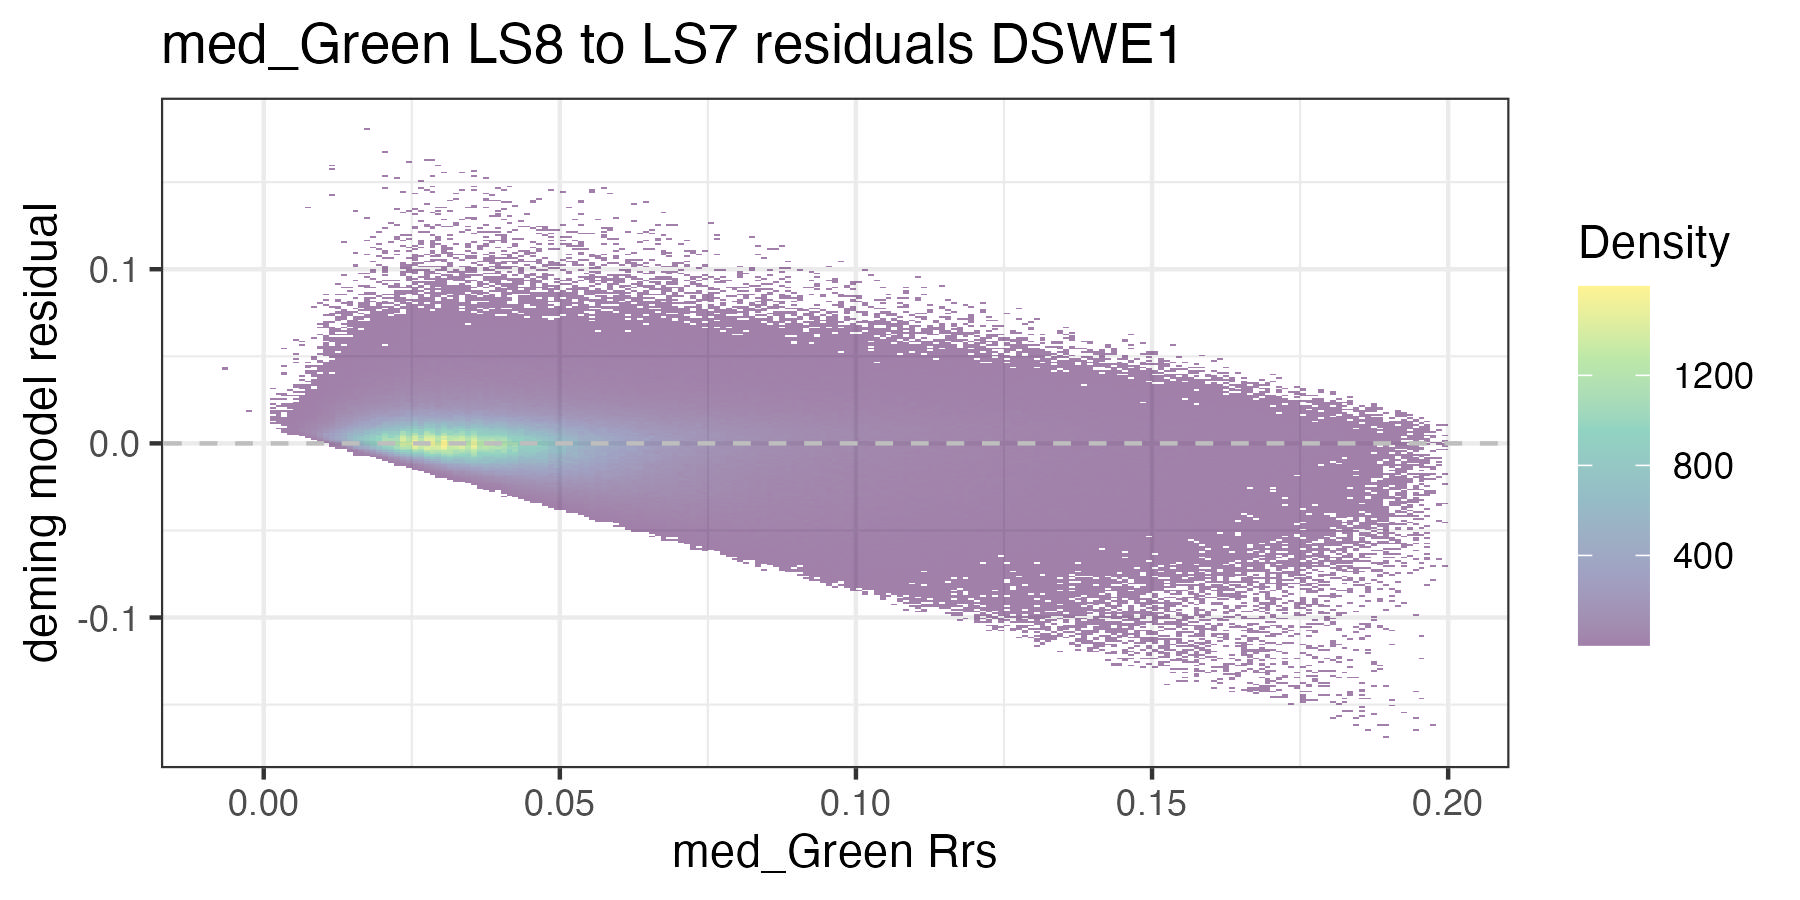 med_Green LS8 to LS7 residuals DSWE1
deming model residual
0.1
0.0
-0.1
0.00 0.05 0.10 0.15 0.20
med_Green Rrs
Density
1200
800
400